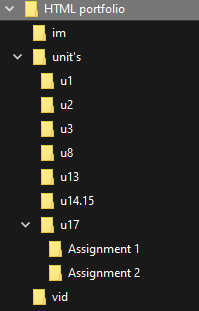 HTML portfolio
im
unit's
u1
u2
u3
u8
u13
u14.15
u17
Assignment 1
Assignment 2
vid